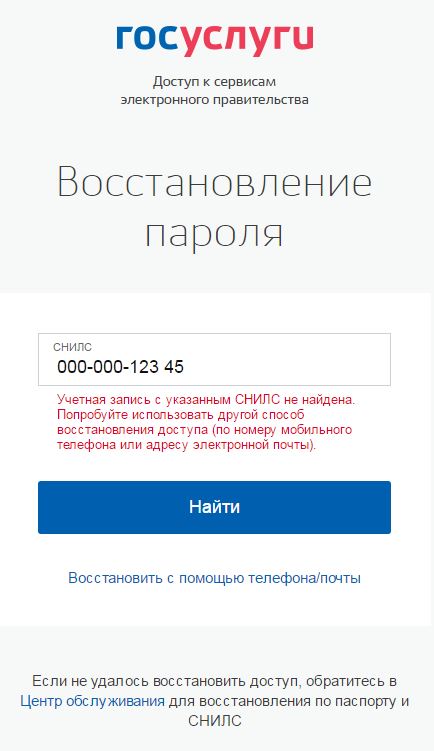 госуслуги
Доступ к сервисам
электронного правительства
Восстановление
пароля
СНИЛС
000-000-123 45
Учетная запись с указанным СНИЛС не найдена.
Попробуйте использовать другой способ
восстановления доступа (по номеру мобильного
телефона или адресу электронной почты).
Найти
Восстановить с помощью телефона/почты
Если не удалось восстановить доступ, обратитесь в
Центр обслуживания для восстановления по паспорту и
СНИЛС